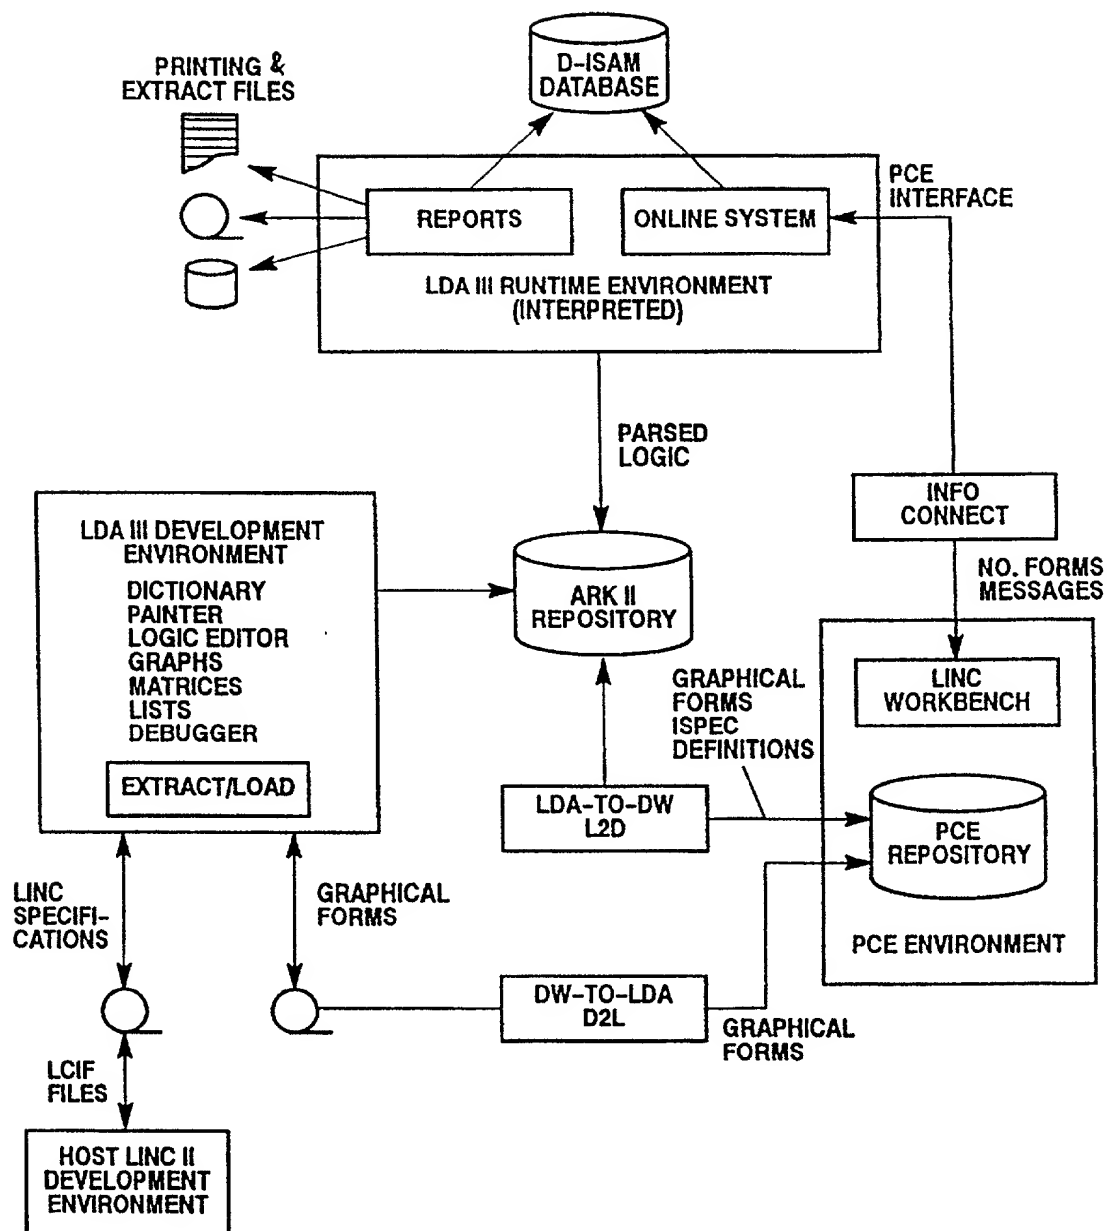 PRINTING &
EXTRACT FILES
D-ISAM
DATABASE
PCE
INTERFACE
REPORTS
ONLINE SYSTEM
LDA III RUNTIME ENVIRONMENT
(INTERPRETED)
PARSED
LOGIC
INFO
CONNECT
NO. FORMS
MESSAGES
LDA III DEVELOPMENT
ENVIRONMENT
DICTIONARY
PAINTER
LOGIC EDITOR
GRAPHS
MATRICES
LISTS
DEBUGGER
EXTRACT/LOAD
ARK II
REPOSITORY
GRAPHICAL
FORMS
ISPEC
DEFINITIONS
LINC
WORKBENCH
LDA-TO-DW
L2D
PCE
REPOSITORY
PCE ENVIRONMENT
LINC
SPECIFI-
CATIONS
GRAPHICAL
FORMS
DW-TO-LDA
D2L
GRAPHICAL
FORMS
LCIF
FILES
HOST LINC II
DEVELOPMENT
ENVIRONMENT